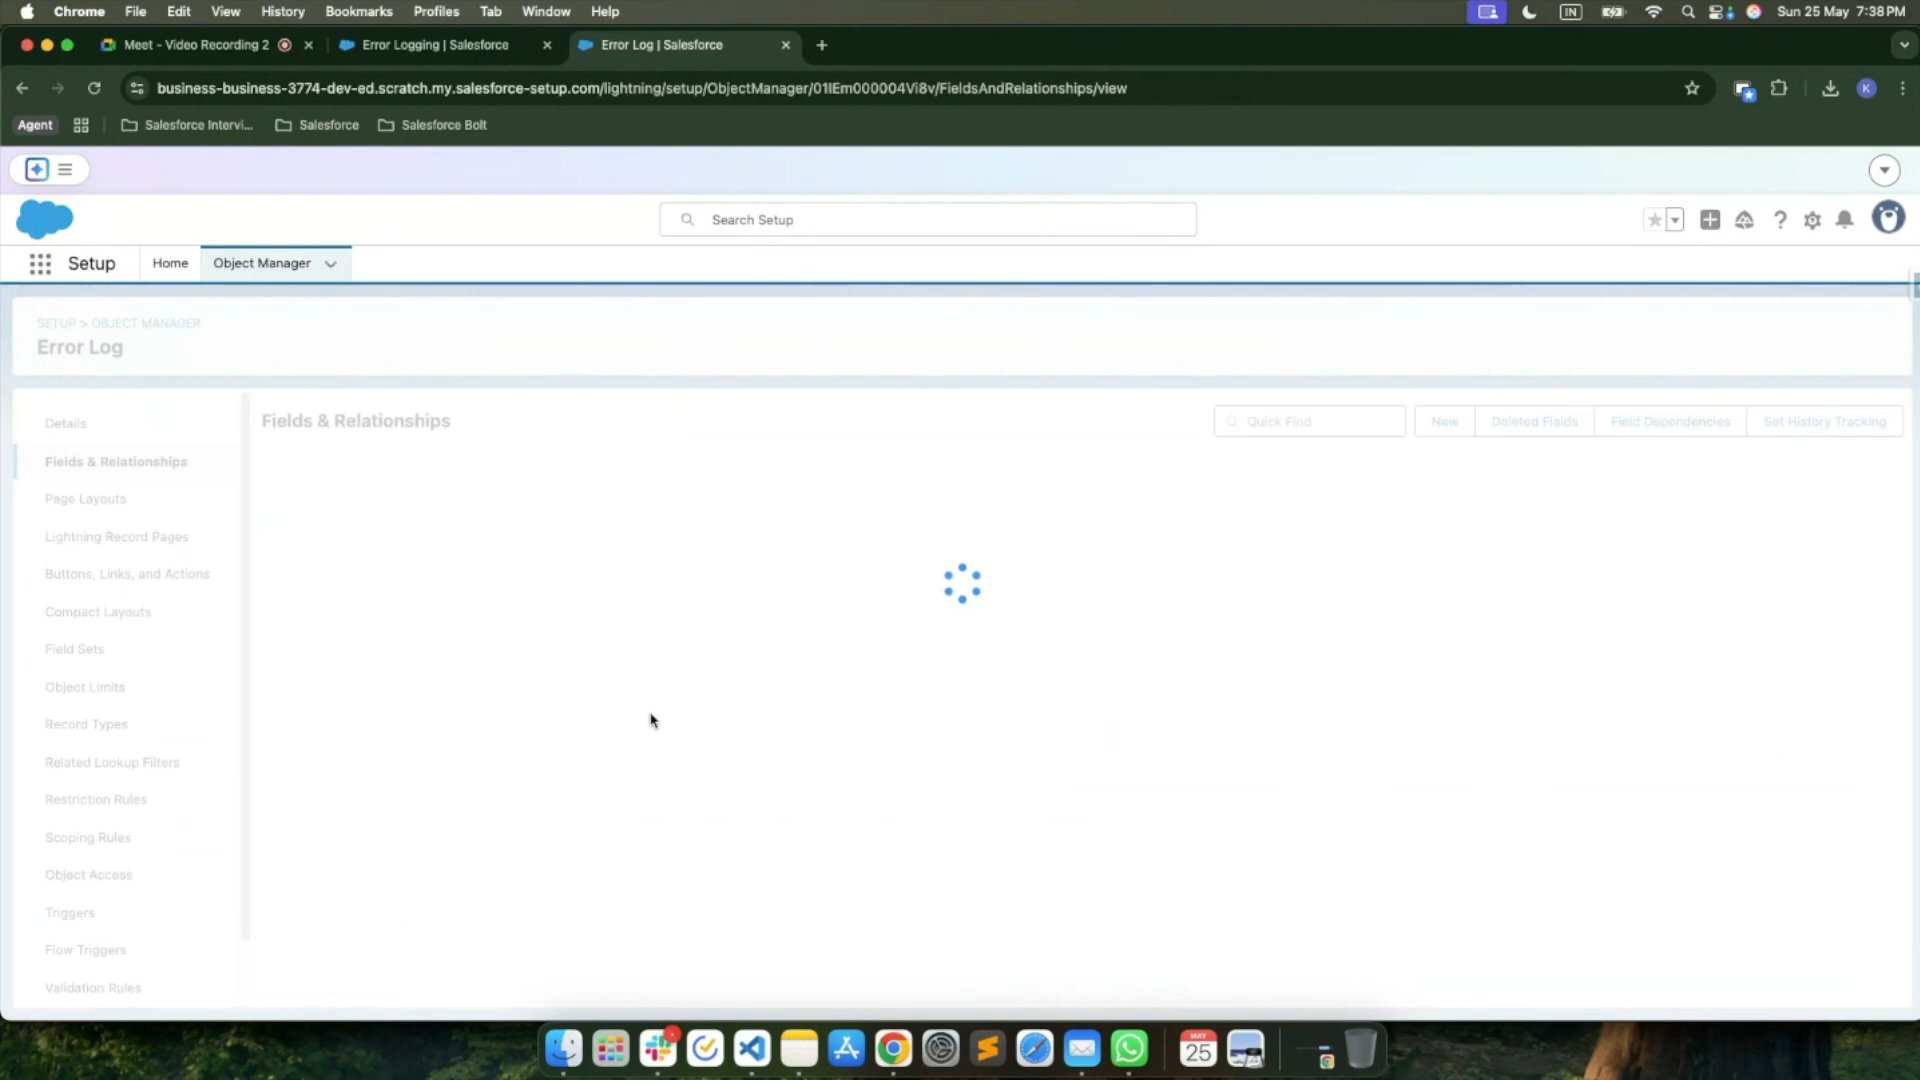 Chrome File Edit View History Bookmarks Profiles Tab Window Help IN Sun 25 May 7:38 PM
Meet - Video Recording 2 Error Logging | Salesforce Error Log | Salesforce
business-business-3774-dev-ed.scratch.my.salesforce-setup.com/lightning/setup/ObjectManager/01IEm000004Vi8v/FieldsAndRelationships/view K
Agent Salesforce Intervi... Salesforce Salesforce Bolt
Search Setup
Setup Home Object Manager
SETUP > OBJECT MANAGER
Error Log
Details
Fields & Relationships
Page Layouts
Lightning Record Pages
Buttons, Links, and Actions
Compact Layouts
Field Sets
Object Limits
Record Types
Related Lookup Filters
Restriction Rules
Scoping Rules
Object Access
Triggers
Flow Triggers
Validation Rules
Fields & Relationships
Quick Find New Deleted Fields Field Dependencies Set History Tracking
MAY
25